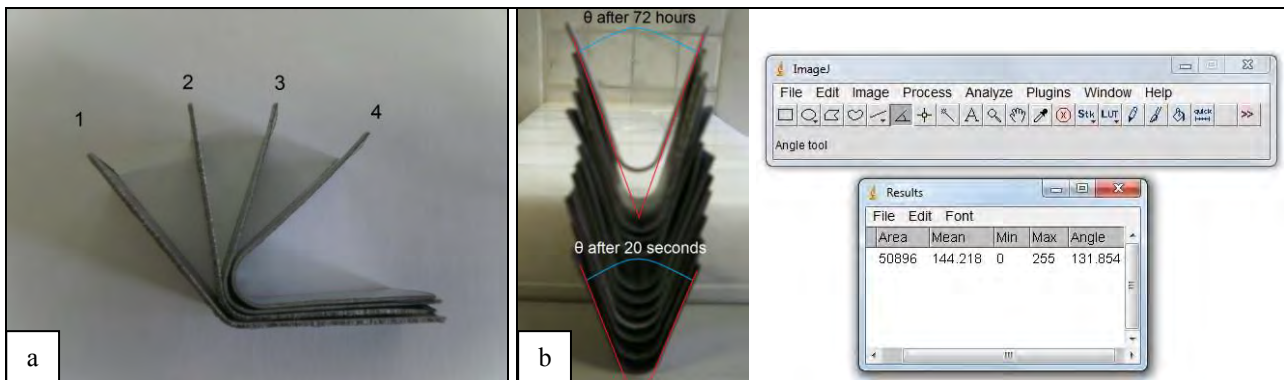 1
2
3
4
a
θ after 72 hours
θ after 20 seconds
b
ImageJ
File Edit Image Process Analyze Plugins Window Help
Stk LUT
>>
Angle tool
Results
File Edit Font
Area Mean Min Max Angle
50896 144.218 0 255 131.854